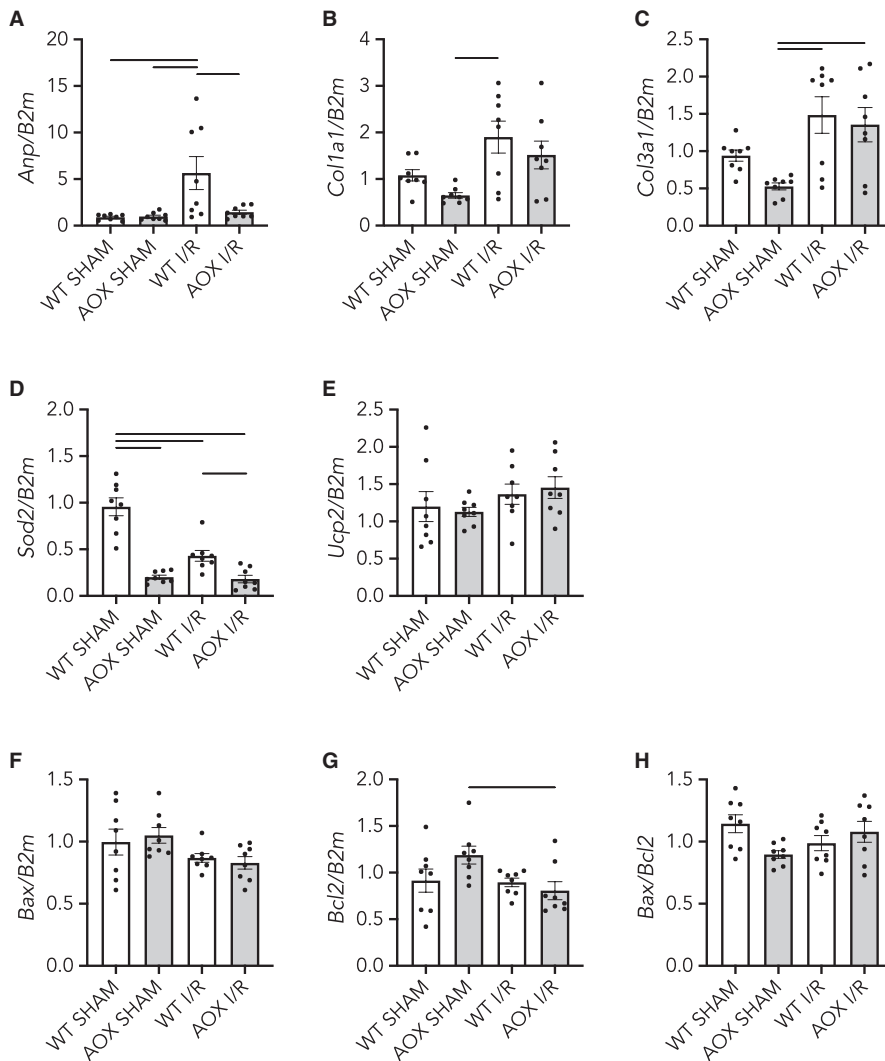 A
Anp/B2m
20
15
10
5
0
WT SHAM
AOX SHAM
WT I/R
AOX I/R
B
Col1a1/B2m
4
3
2
1
0
WT SHAM
AOX SHAM
WT I/R
AOX I/R
C
Col3a1/B2m
2.5
2.0
1.5
1.0
0.5
0.0
WT SHAM
AOX SHAM
WT I/R
AOX I/R
D
Sod2/B2m
2.0
1.5
1.0
0.5
0.0
WT SHAM
AOX SHAM
WT I/R
AOX I/R
E
Ucp2/B2m
2.5
2.0
1.5
1.0
0.5
0.0
WT SHAM
AOX SHAM
WT I/R
AOX I/R
F
Bax/B2m
1.5
1.0
0.5
0.0
WT SHAM
AOX SHAM
WT I/R
AOX I/R
G
Bcl2/B2m
2.0
1.5
1.0
0.5
0.0
WT SHAM
AOX SHAM
WT I/R
AOX I/R
H
Bax/Bcl2
1.5
1.0
0.5
0.0
WT SHAM
AOX SHAM
WT I/R
AOX I/R